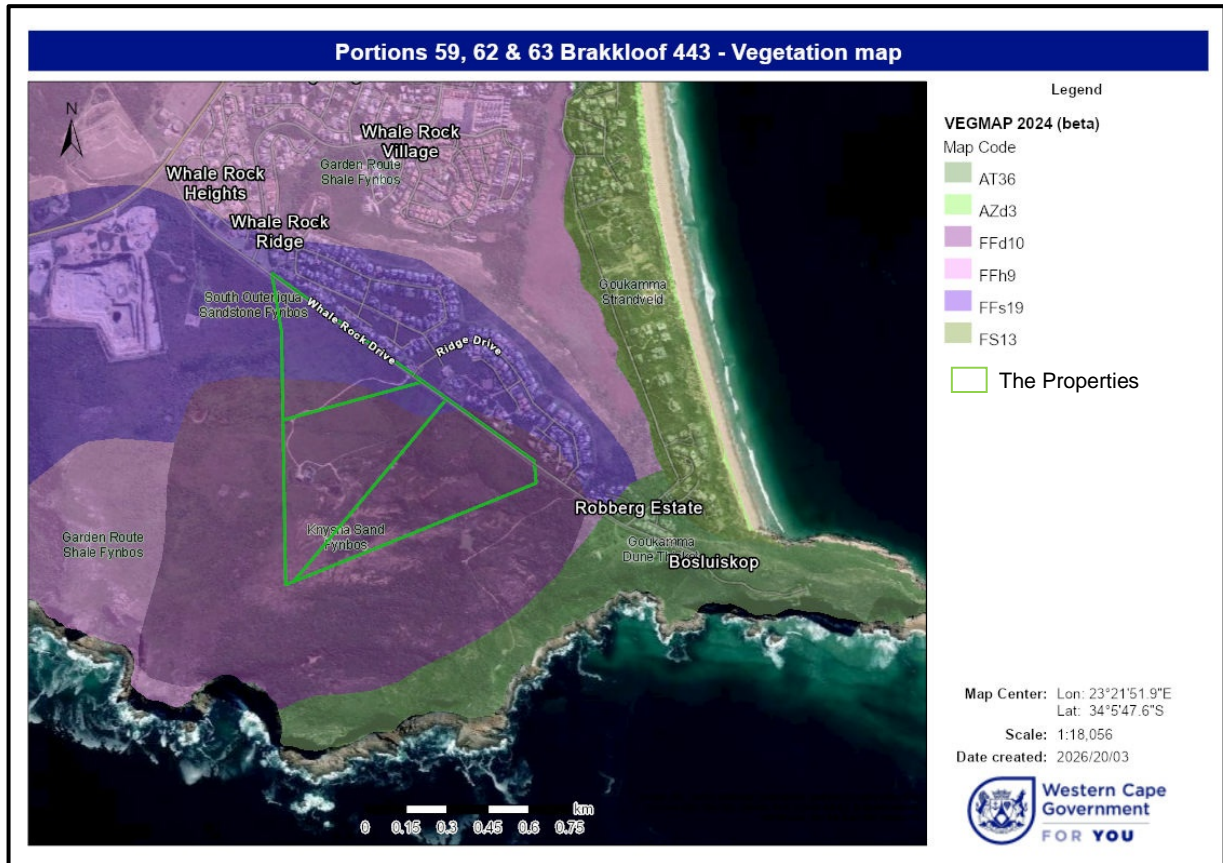 Portions 59, 62 & 63 Brakkloof 443 - Vegetation map
N
Whale Rock
Village
Garden Route
Shale Fynbos
Whale Rock
Heights
Whale Rock
Ridge
South Outeniqua
Sandstone Fynbos
Whale Rock Drive
Ridge Drive
Goukamma
Strandveld
Robberg Estate
Goukamma
Dune
Bosluiskop
Garden Route
Shale Fynbos
Knysna Sand
Fynbos
km
0 0.15 0.3 0.45 0.6 0.75
Legend
VEGMAP 2024 (beta)
Map Code
AT36
AZd3
FFd10
FFh9
FFs19
FS13
The Properties
Map Center: Lon: 23°21'51.9"E
Lat: 34°5'47.6"S
Scale: 1:18,056
Date created: 2026/20/03
Western Cape
Government
FOR YOU